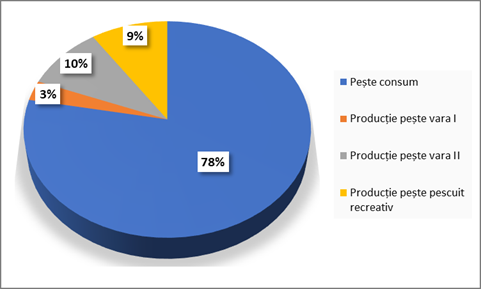 9%
10%
3%
78%
Pește consum
Producție pește vara I
Producție pește vara II
Producție pește pescuit
recreativ